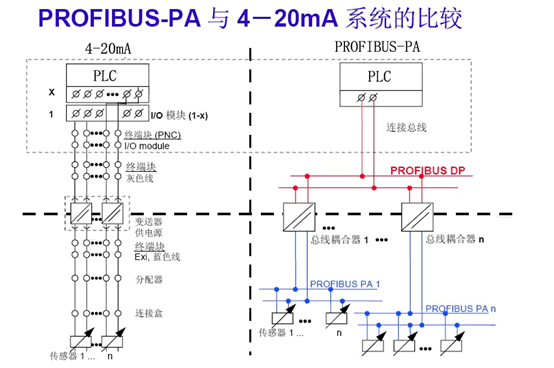 PROFIBUS-PA 与 4－20mA 系统的比较
4-20mA
PROFIBUS-PA
PLC
PLC
X
1
I/O 模块 (1-x)
连接总线
终端块 (PNC)
I/O module
终端块
灰色线
PROFIBUS DP
变送器
供电源
总线耦合器 1
总线耦合器 n
终端块
Exi, 蓝色线
分配器
PROFIBUS PA 1
连接盒
PROFIBUS PA n
传感器 1 ... n
传感器 1 ... n